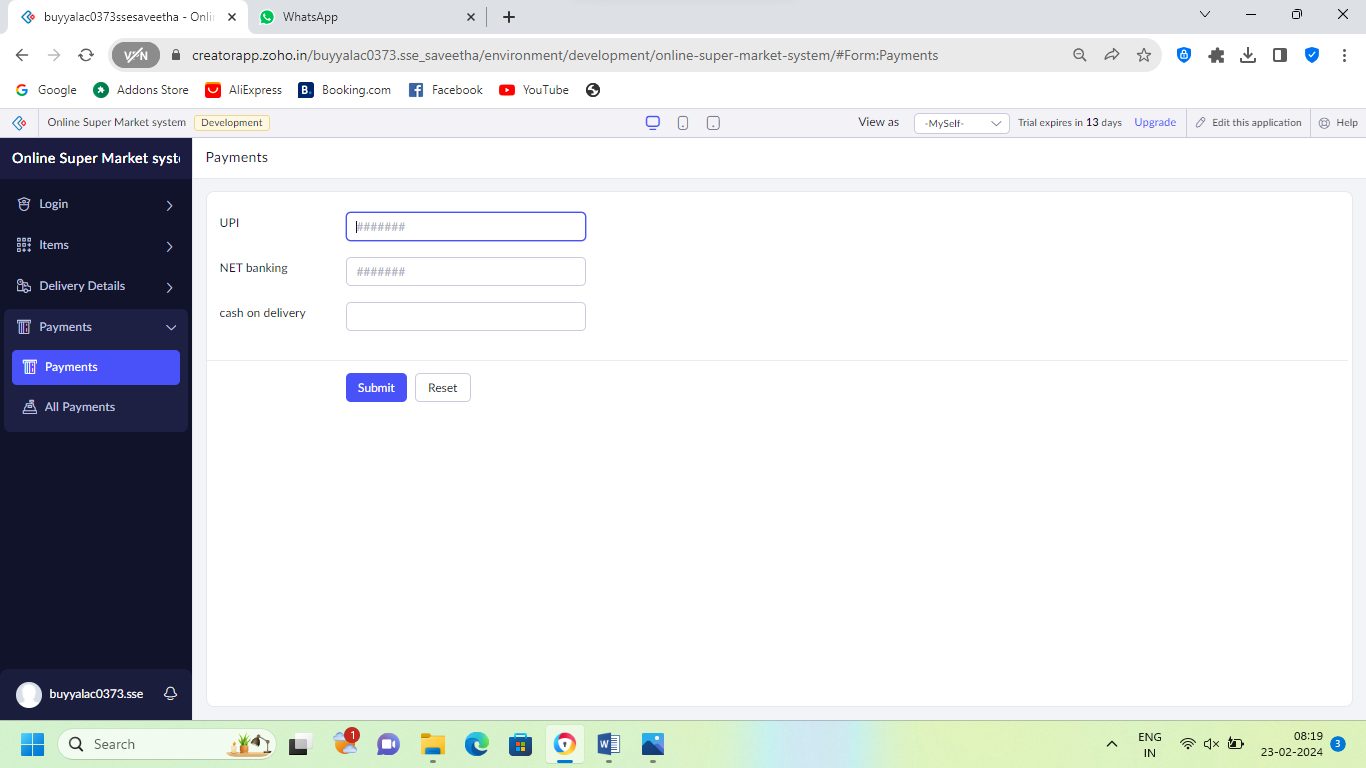 buyyalac0373ssesaveetha - Onli
WhatsApp
VPN
creatorapp.zoho.in/buyyalac0373.sse_saveetha/environment/development/online-super-market-system/#Form:Payments
Google
Addons Store
AliExpress
B.
Booking.com
Facebook
YouTube
Online Super Market system
Development
View as
-MySelf-
Trial expires in 13 days
Upgrade
Edit this application
Help
Online Super Market syst
Payments
Login
Items
Delivery Details
Payments
Payments
All Payments
UPI
#######
NET banking
#######
cash on delivery
Submit
Reset
buyyalac0373.sse
Search
1
ENG
IN
08:19
23-02-2024
3